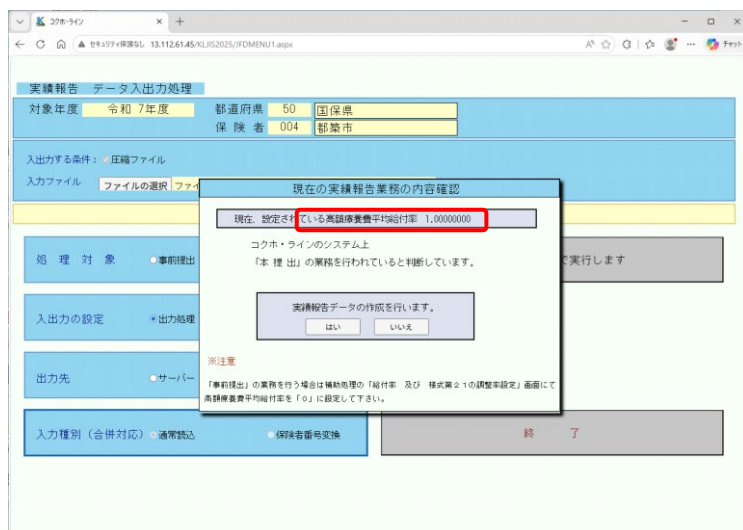 コクホ・ライン
セキュリティ保護なし 13.112.61.45/KLJIS2025/JFDMENU1.aspx
実績報告 データ入出力処理
対象年度 令和 7年度 都道府県 50 国保県
保険者 004 都築市
入出力する条件： 圧縮ファイル
入力ファイル ファイルの選択 ファイ
現在の実績報告業務の内容確認
現在、設定されている高額療養費平均給付率 1.00000000
コクホ・ラインのシステム上
「本 提 出」の業務を行われていると判断しています。
処理対象 事前提出
で実行します
実績報告データの作成を行います。
はい いいえ
入出力の設定 出力処理
※注意
「事前提出」の業務を行う場合は補助処理の「給付率 及び 様式第２１の調整率設定」画面にて
高額療養費平均給付率を「０」に設定して下さい。
出力先 サーバー
入力種別（合併対応） 通常読込 保険者番号変換
終 了